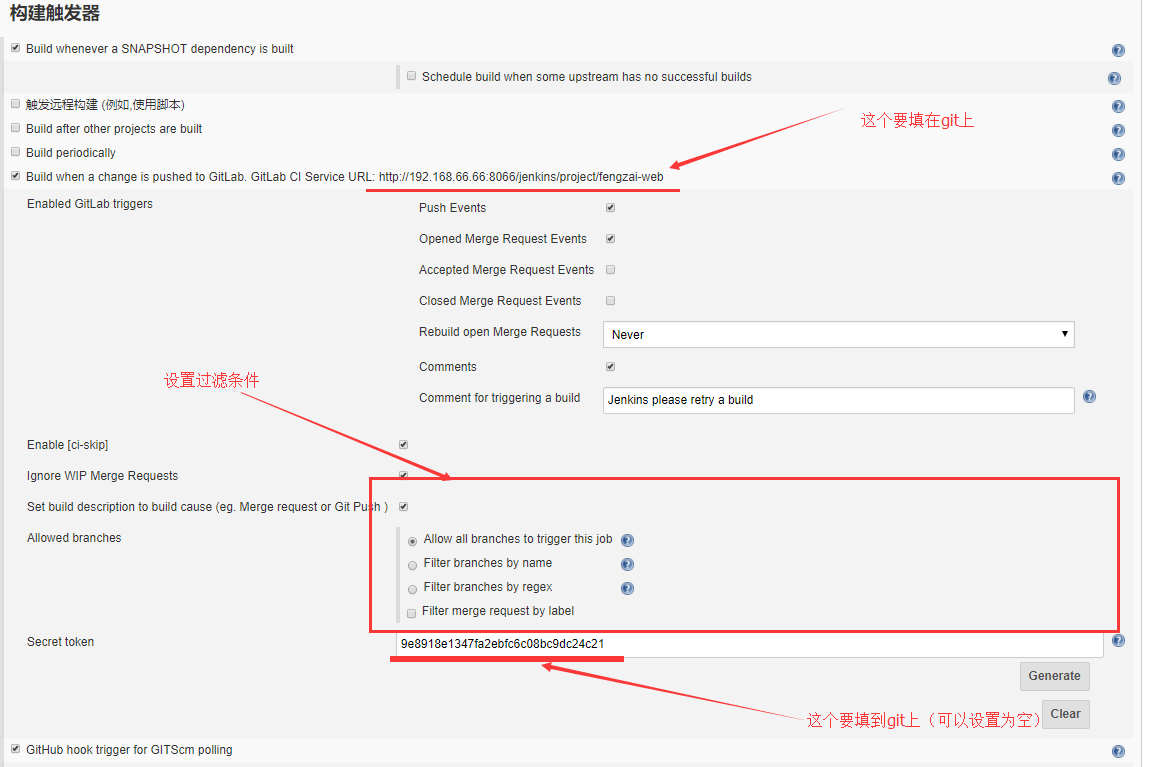 构建触发器
Build whenever a SNAPSHOT dependency is built
Schedule build when some upstream has no successful builds
触发远程构建 (例如,使用脚本)
Build after other projects are built
这个要填在git上
Build periodically
Build when a change is pushed to GitLab. GitLab CI Service URL: http://192.168.66.66:8066/jenkins/project/fengzai-web
Enabled GitLab triggers
Push Events
Opened Merge Request Events
Accepted Merge Request Events
Closed Merge Request Events
Rebuild open Merge Requests
Never
Comments
设置过滤条件
Comment for triggering a build
Jenkins please retry a build
Enable [ci-skip]
Ignore WIP Merge Requests
Set build description to build cause (eg. Merge request or Git Push )
Allowed branches
Allow all branches to trigger this job
Filter branches by name
Filter branches by regex
Filter merge request by label
Secret token
9e8918e1347fa2ebfc6c08bc9dc24c21
Generate
这个要填到git上（可以设置为空）
Clear
GitHub hook trigger for GITScm polling